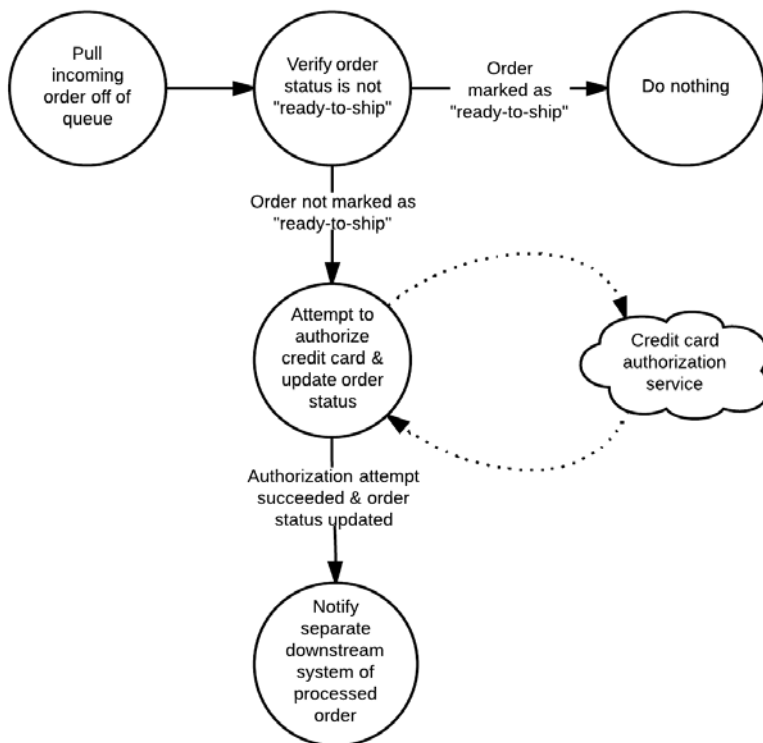 Pull
incoming
order off of
queue
Verify order
status is not
"ready-to-ship"
Order
marked as
"ready-to-ship"
Do nothing
Order not marked as
"ready-to-ship"
Attempt to
authorize
credit card &
update order
status
Credit card
authorization
service
Authorization attempt
succeeded & order
status updated
Notify
separate
downstream
system of
processed
order